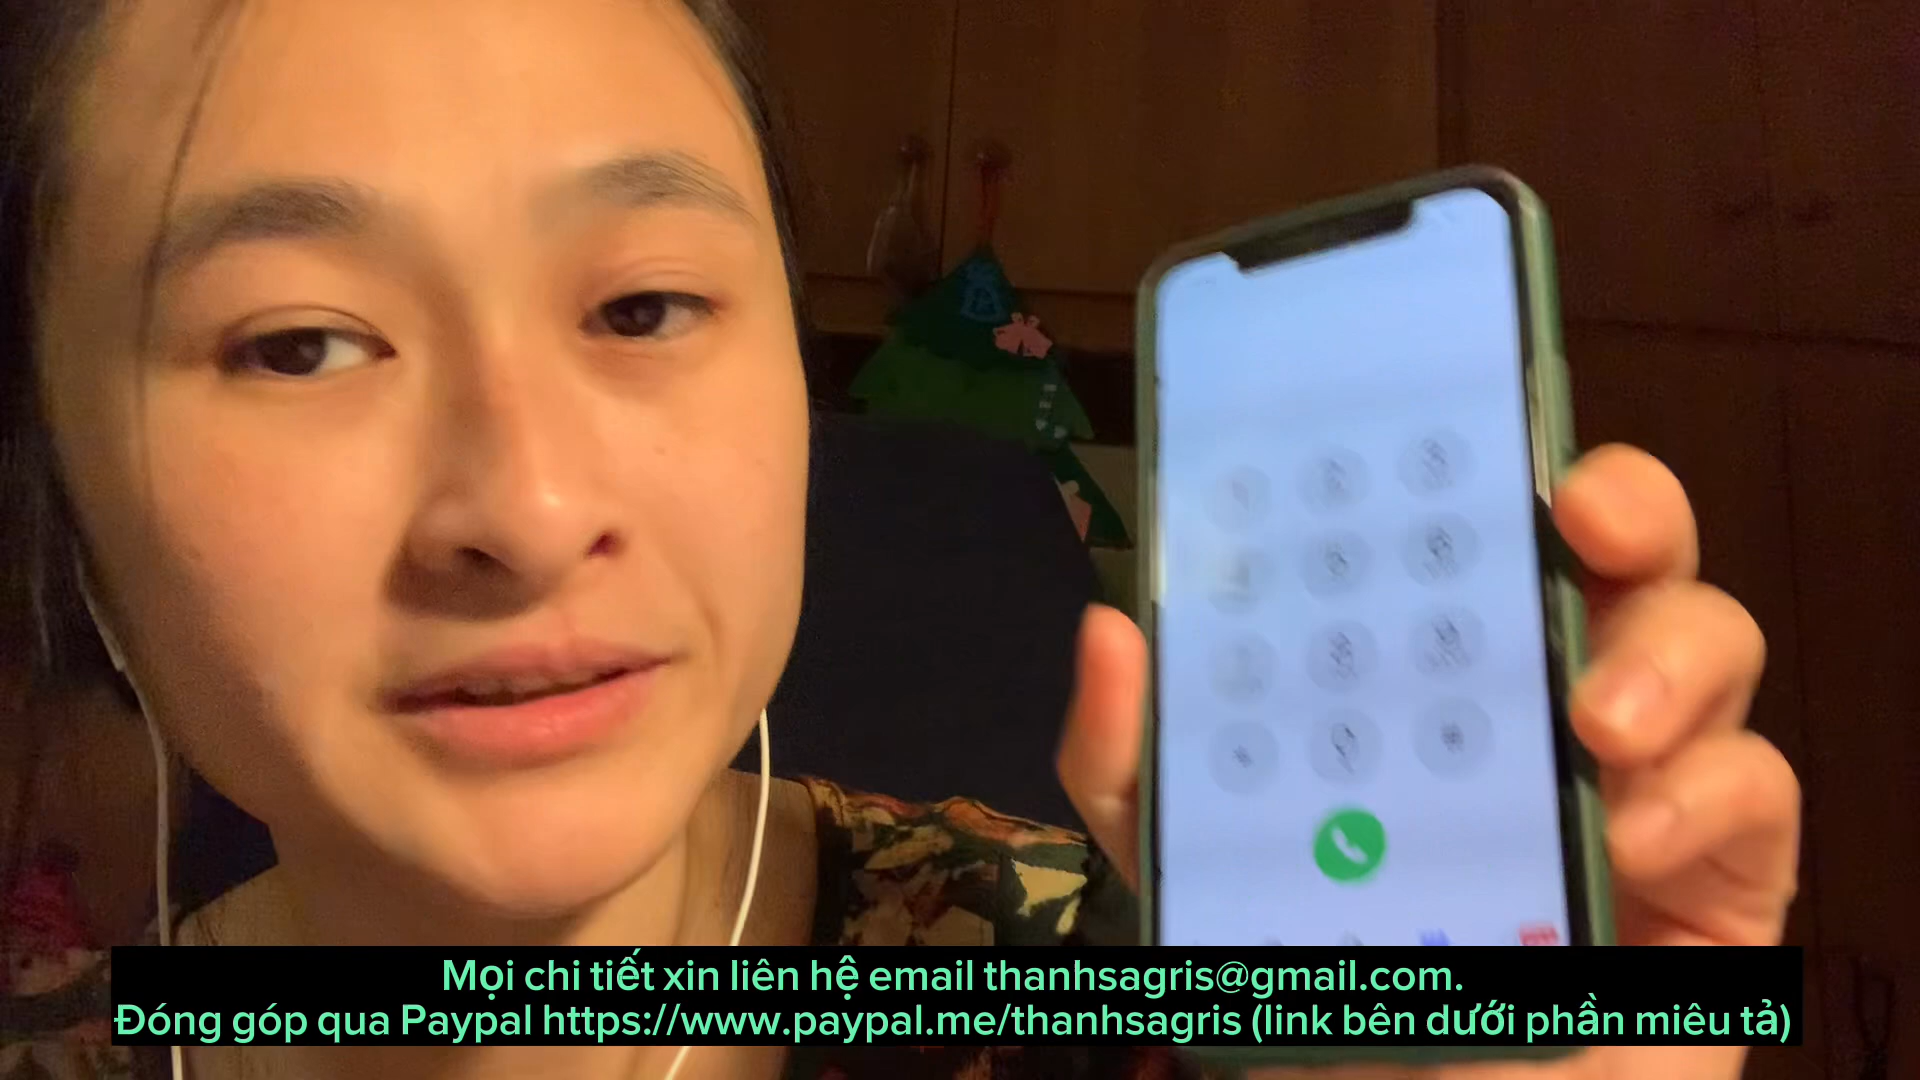 Mọi chi tiết xin liên hệ email thanhsagris@gmail.com.
Đóng góp qua Paypal https://www.paypal.me/thanhsagris (link bên dưới phần miêu tả)